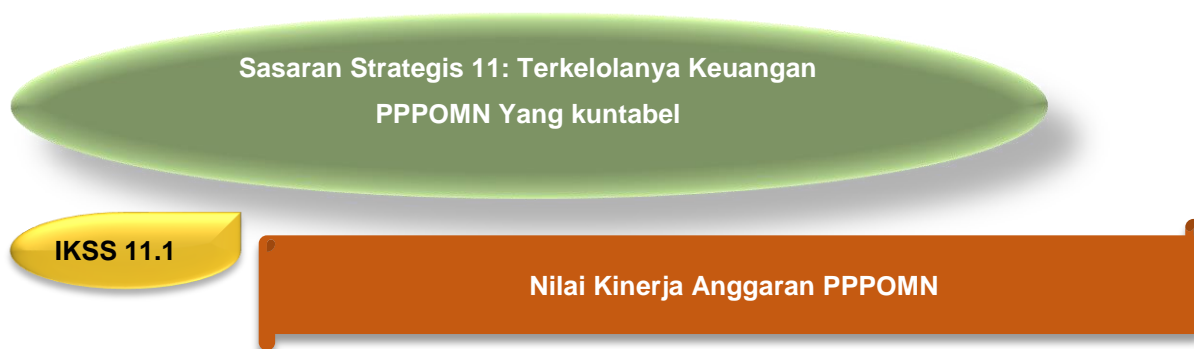 Sasaran Strategis 11: Terkelolanya Keuangan
PPPOMN Yang kuntabel
IKSS 11.1
Nilai Kinerja Anggaran PPPOMN